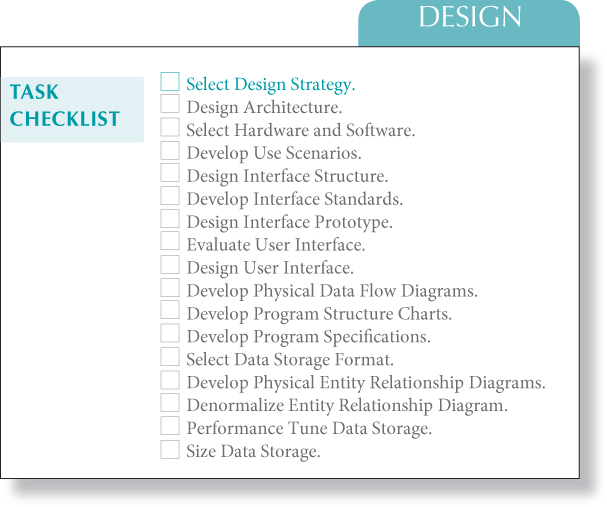 DESIGN
TASK
CHECKLIST
Select Design Strategy.
Design Architecture.
Select Hardware and Software.
Develop Use Scenarios.
Design Interface Structure.
Develop Interface Standards.
Design Interface Prototype.
Evaluate User Interface.
Design User Interface.
Develop Physical Data Flow Diagrams.
Develop Program Structure Charts.
Develop Program Specifications.
Select Data Storage Format.
Develop Physical Entity Relationship Diagrams.
Denormalize Entity Relationship Diagram.
Performance Tune Data Storage.
Size Data Storage.